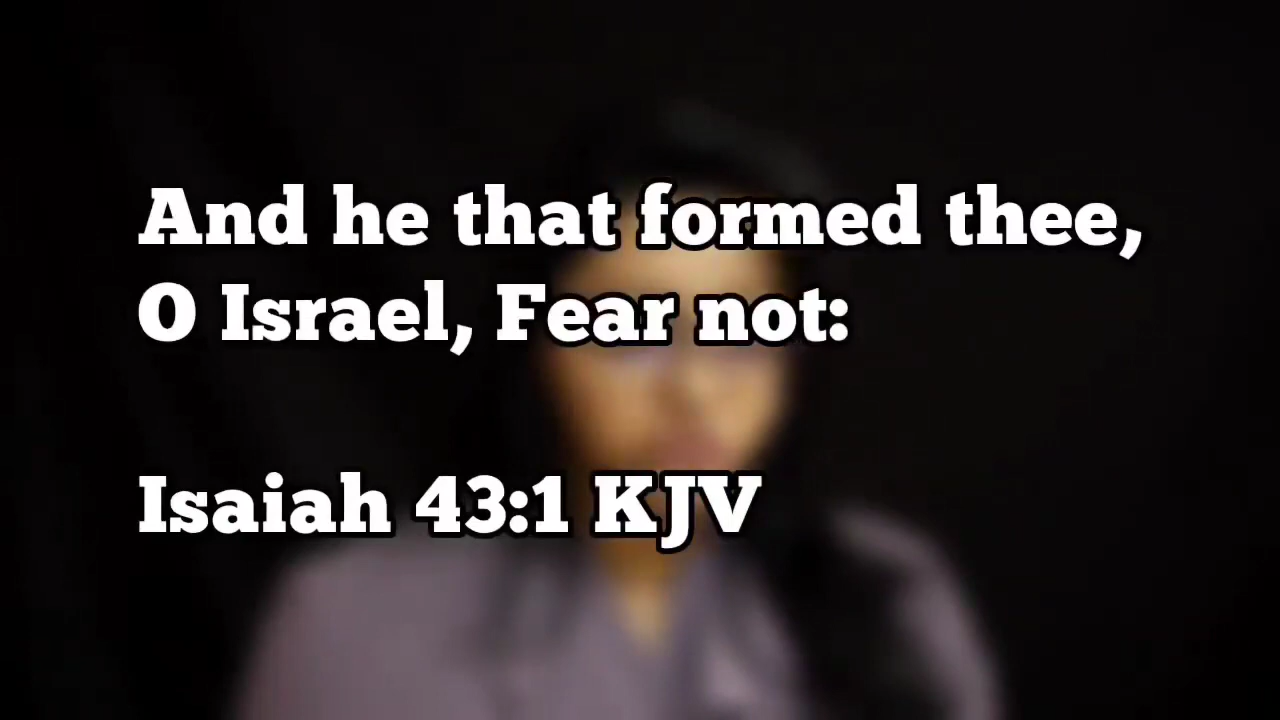 And he that formed thee,
O Israel, Fear not:
Isaiah 43:1 KJV